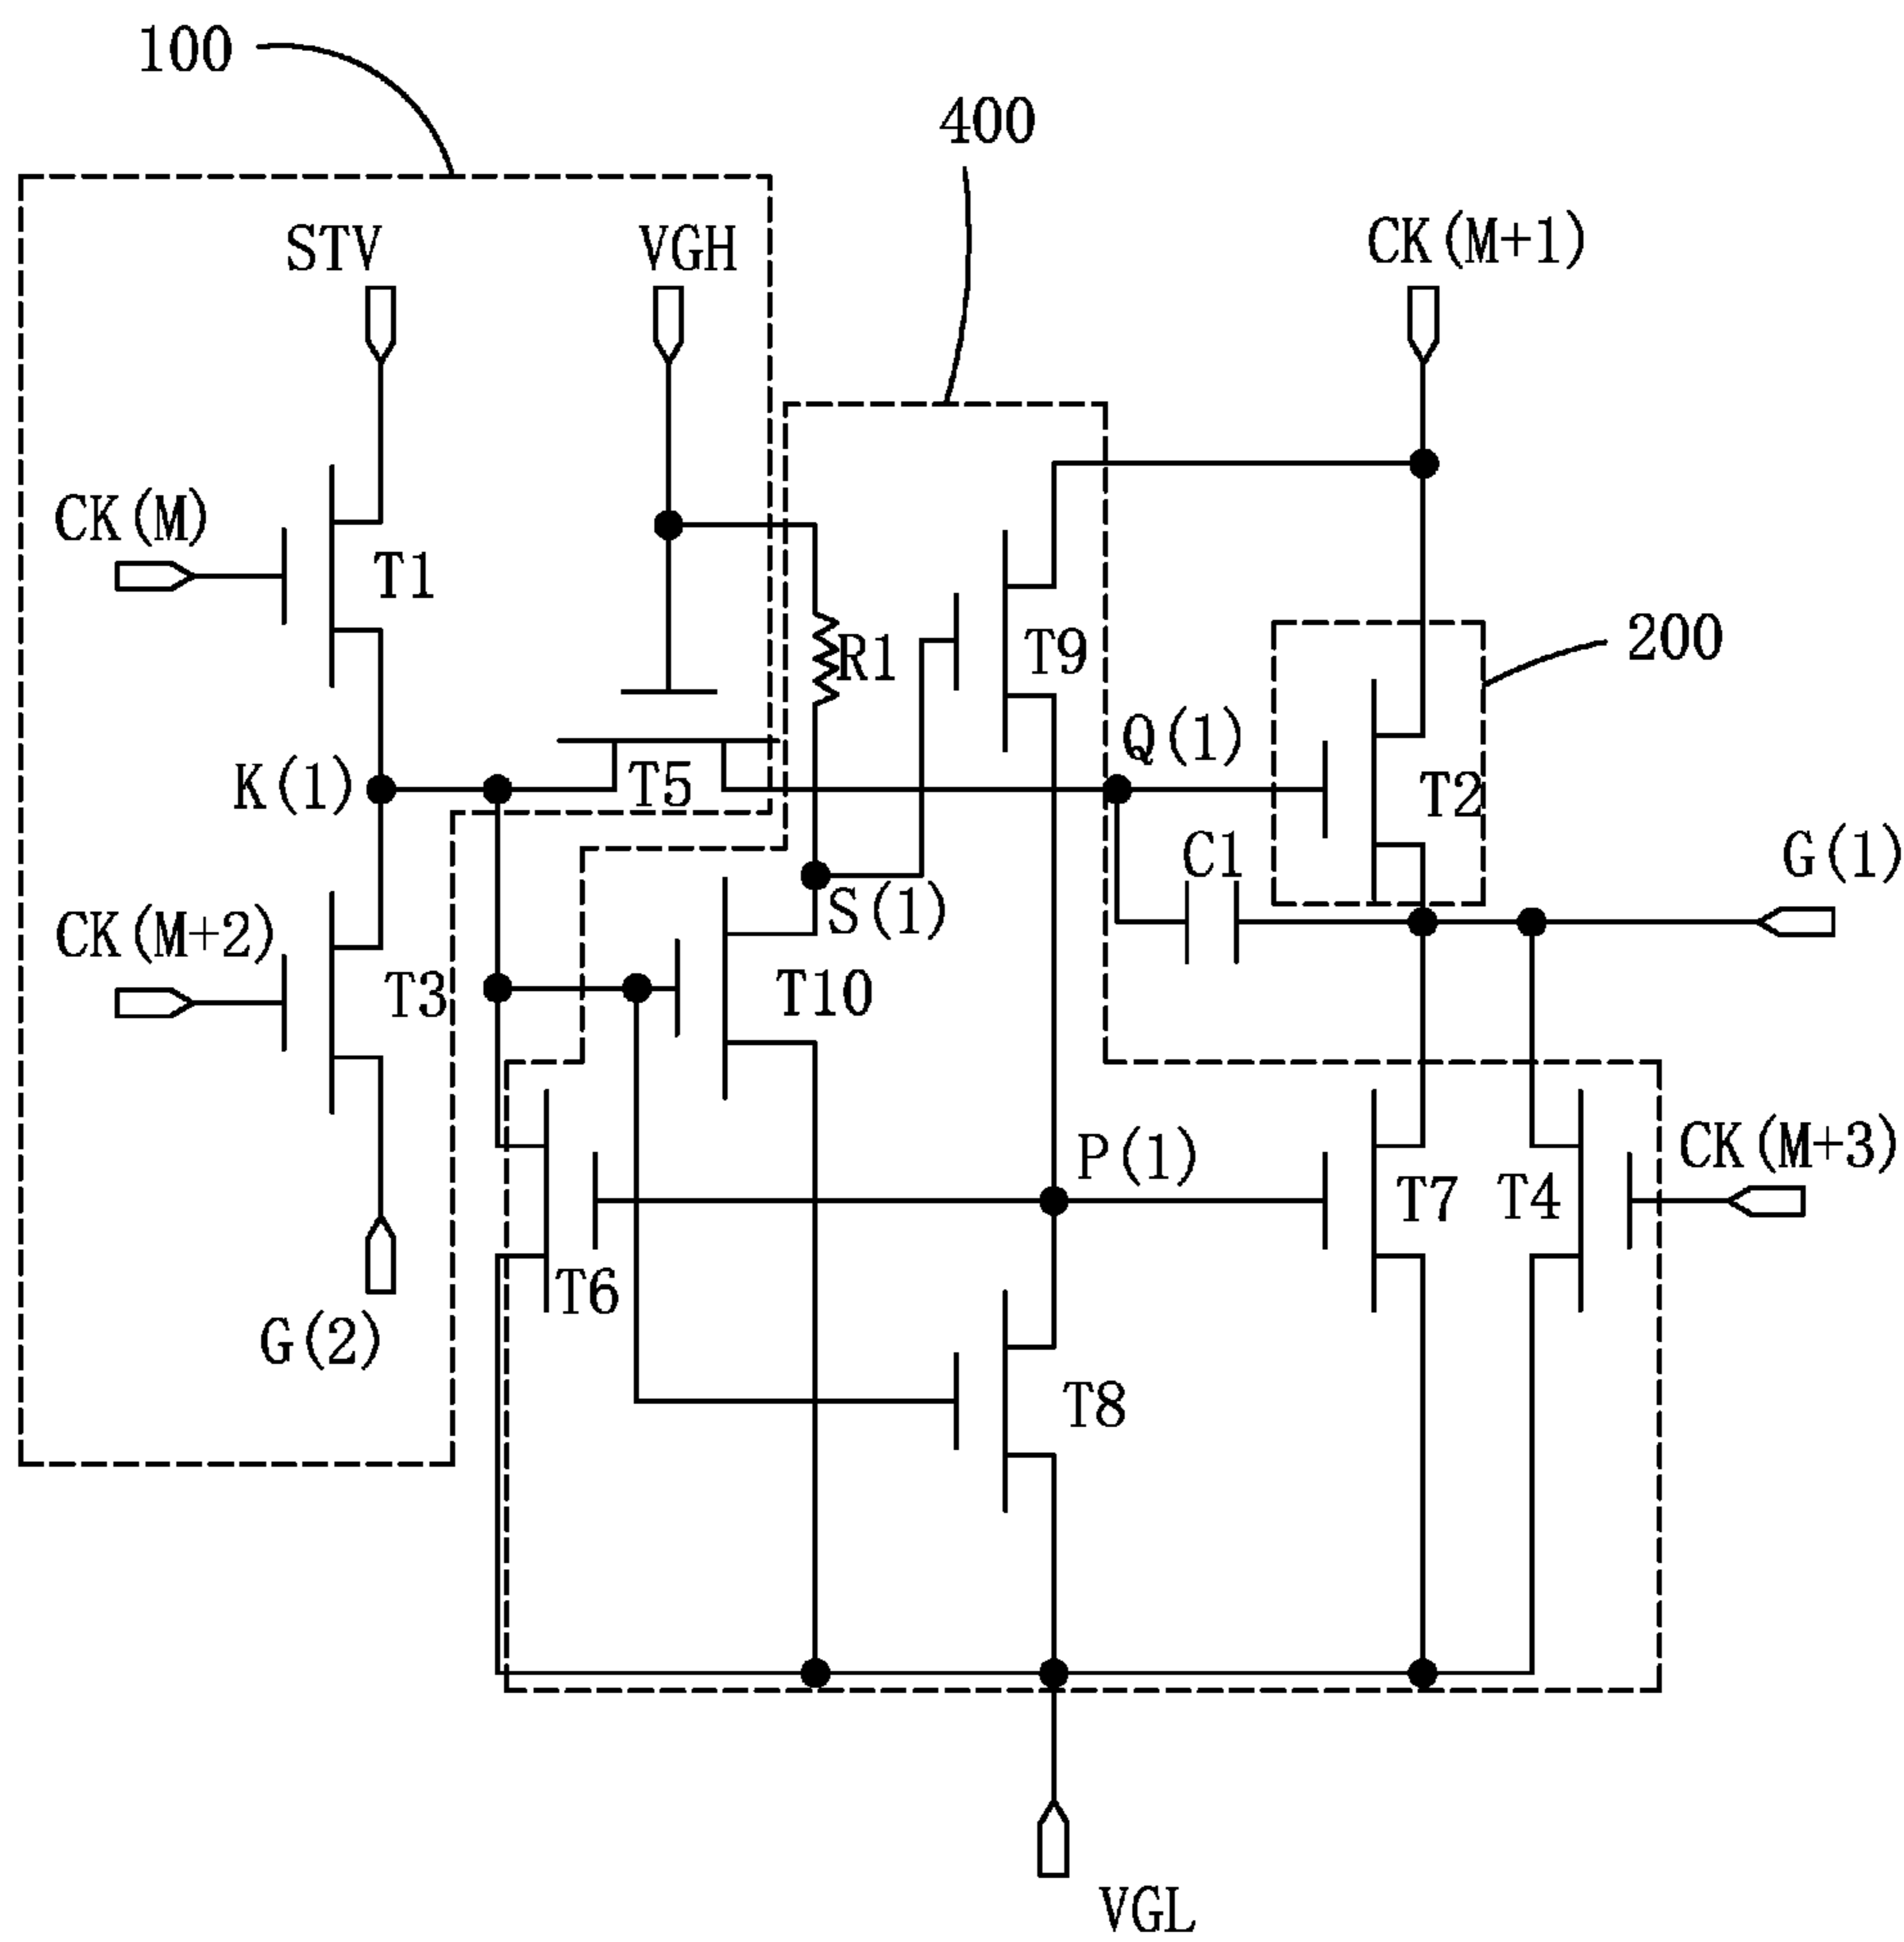 100
400
STV
VGH
CK(M+1)
CK(M)
T1
R1
T9
200
Q(1)
K(1)
T5
T2
C1
G(1)
S(1)
CK(M+2)
T3
T10
P(1)
CK(M+3)
T7
T4
T6
G(2)
T8
VGL